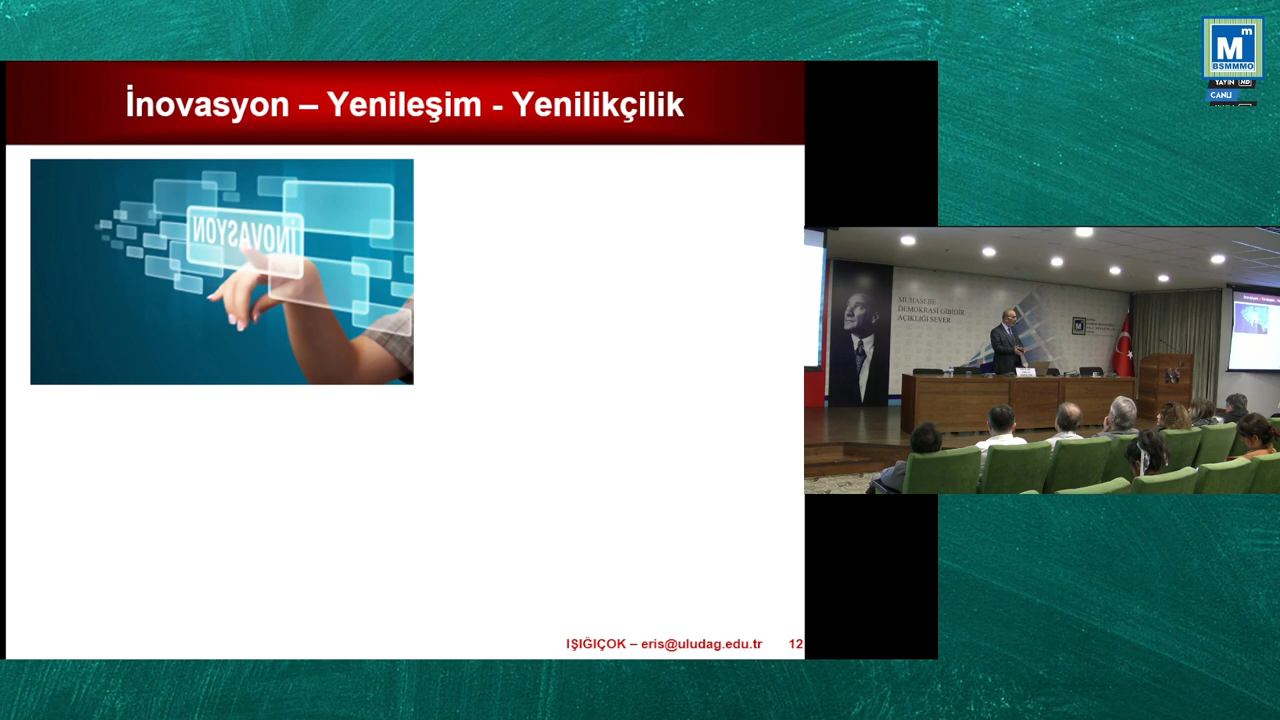 İnovasyon – Yenileşim - Yenilikçilik
İNOVASYON
IŞIĞIÇOK – eris@uludag.edu.tr 12
M m
BSMMMO
YAYIN HD
CANLI
MUHASEBE
DEMOKRASİ GİBİDİR
AÇIKLIĞI SEVER